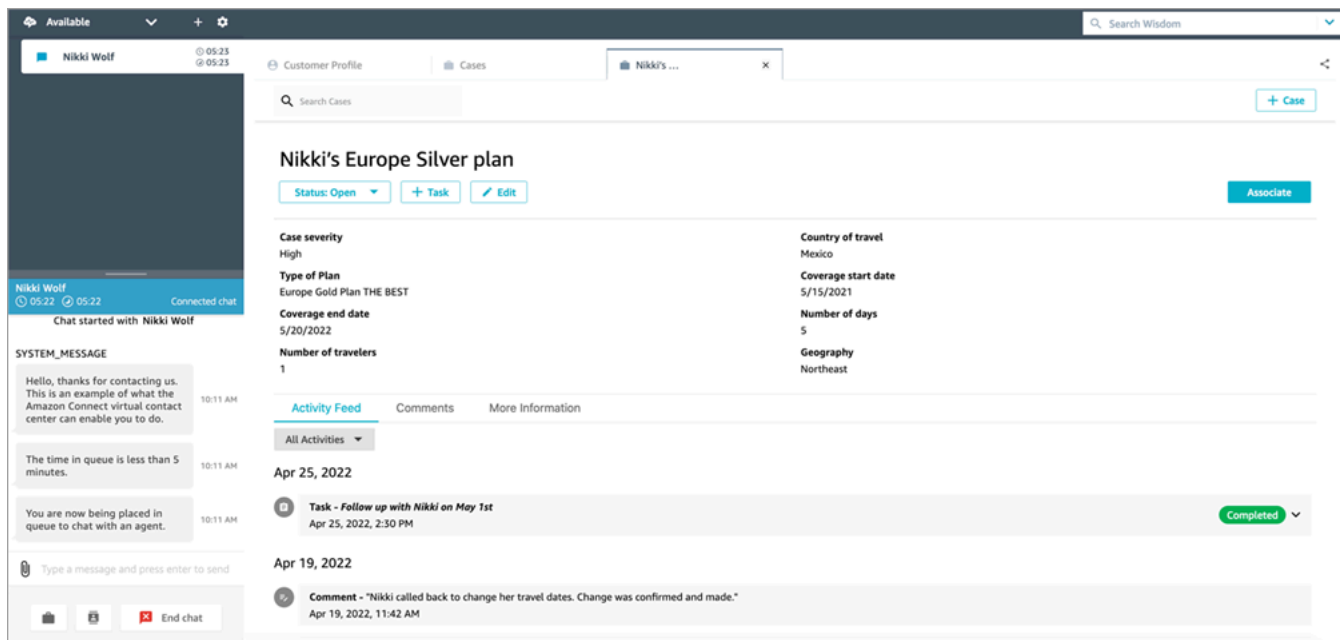 Available
Search Wisdom
Nikki Wolf
05:23
05:23
Customer Profile
Cases
Nikki's ...
Search Cases
+ Case
Nikki's Europe Silver plan
Status: Open
+ Task
Edit
Associate
Case severity
High
Country of travel
Mexico
Type of Plan
Europe Gold Plan THE BEST
Coverage start date
5/15/2021
Coverage end date
5/20/2022
Number of days
5
Number of travelers
1
Geography
Northeast
Activity Feed
Comments
More Information
All Activities
Apr 25, 2022
Task - Follow up with Nikki on May 1st
Apr 25, 2022, 2:30 PM
Completed
Apr 19, 2022
Comment - "Nikki called back to change her travel dates. Change was confirmed and made."
Apr 19, 2022, 11:42 AM
Nikki Wolf
05:22 05:22
Connected chat
Chat started with Nikki Wolf
SYSTEM_MESSAGE
Hello, thanks for contacting us.
This is an example of what the
Amazon Connect virtual contact
center can enable you to do.
10:11 AM
The time in queue is less than 5
minutes.
10:11 AM
You are now being placed in
queue to chat with an agent.
10:11 AM
Type a message and press enter to send
End chat